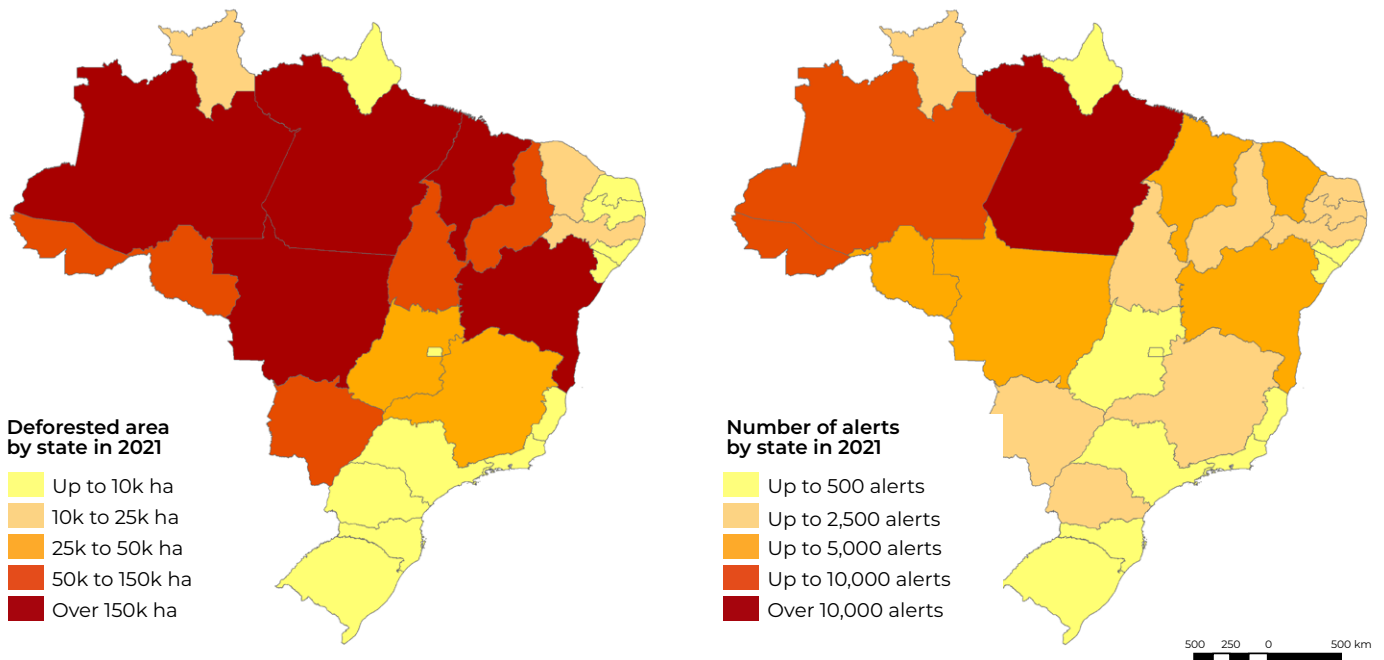 Deforested area
by state in 2021
Up to 10k ha
10k to 25k ha
25k to 50k ha
50k to 150k ha
Over 150k ha
Number of alerts
by state in 2021
Up to 500 alerts
Up to 2,500 alerts
Up to 5,000 alerts
Up to 10,000 alerts
Over 10,000 alerts
500 250 0 500 km